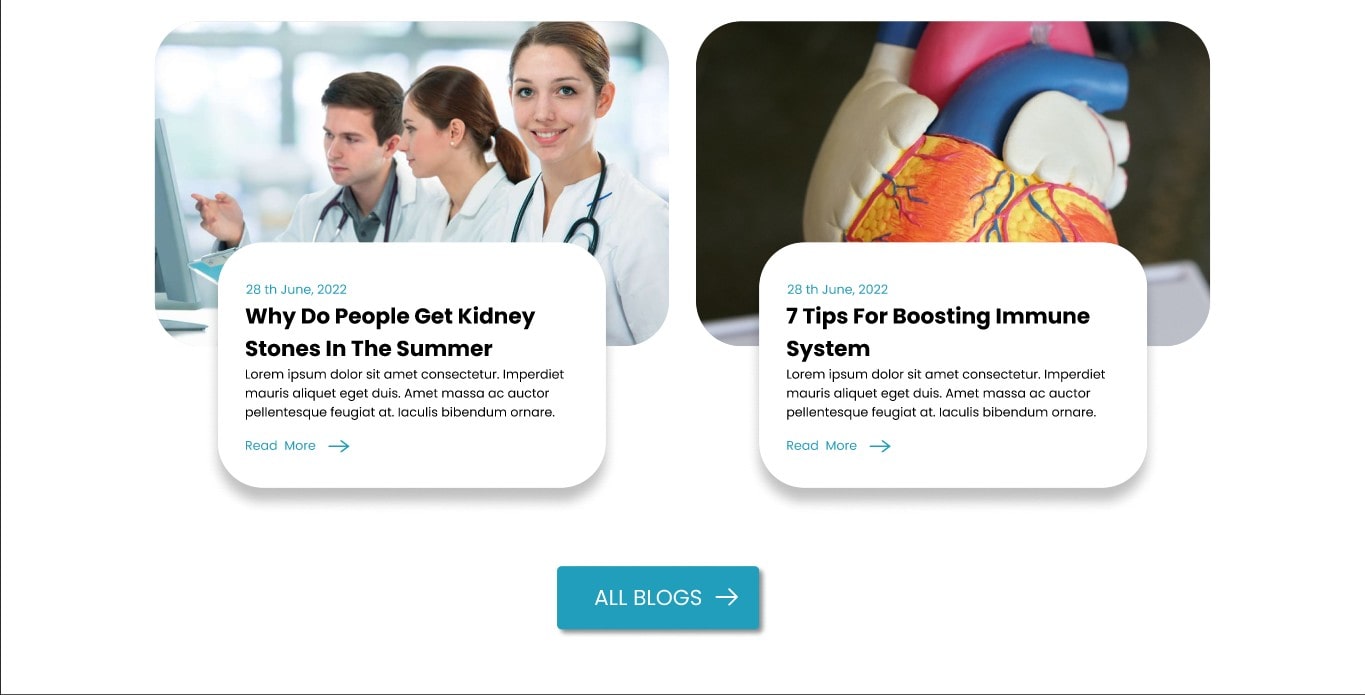 28 th June, 2022
Why Do People Get Kidney
Stones In The Summer
Lorem ipsum dolor sit amet consectetur. Imperdiet
mauris aliquet eget duis. Amet massa ac auctor
pellentesque feugiat at. Iaculis bibendum ornare.
Read More
28 th June, 2022
7 Tips For Boosting Immune
System
Lorem ipsum dolor sit amet consectetur. Imperdiet
mauris aliquet eget duis. Amet massa ac auctor
pellentesque feugiat at. Iaculis bibendum ornare.
Read More
ALL BLOGS